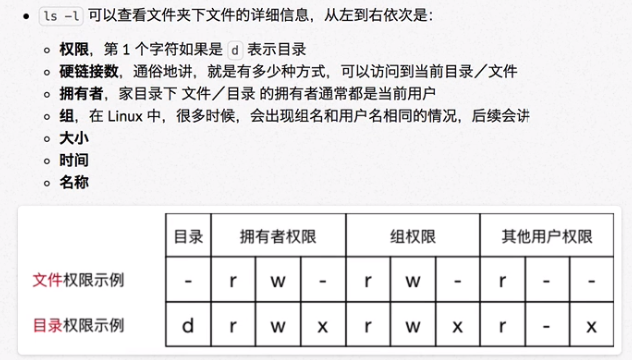 • ls -l 可以查看文件夹下文件的详细信息，从左到右依次是：
◦ 权限，第 1 个字符如果是 d 表示目录
◦ 硬链接数，通俗地讲，就是有多少种方式，可以访问到当前目录／文件
◦ 拥有者，家目录下 文件／目录 的拥有者通常都是当前用户
◦ 组，在 Linux 中，很多时候，会出现组名和用户名相同的情况，后续会讲
◦ 大小
◦ 时间
◦ 名称
目录 拥有者权限 组权限 其他用户权限
文件权限示例 - r w - r w - r - -
目录权限示例 d r w x r w x r - x